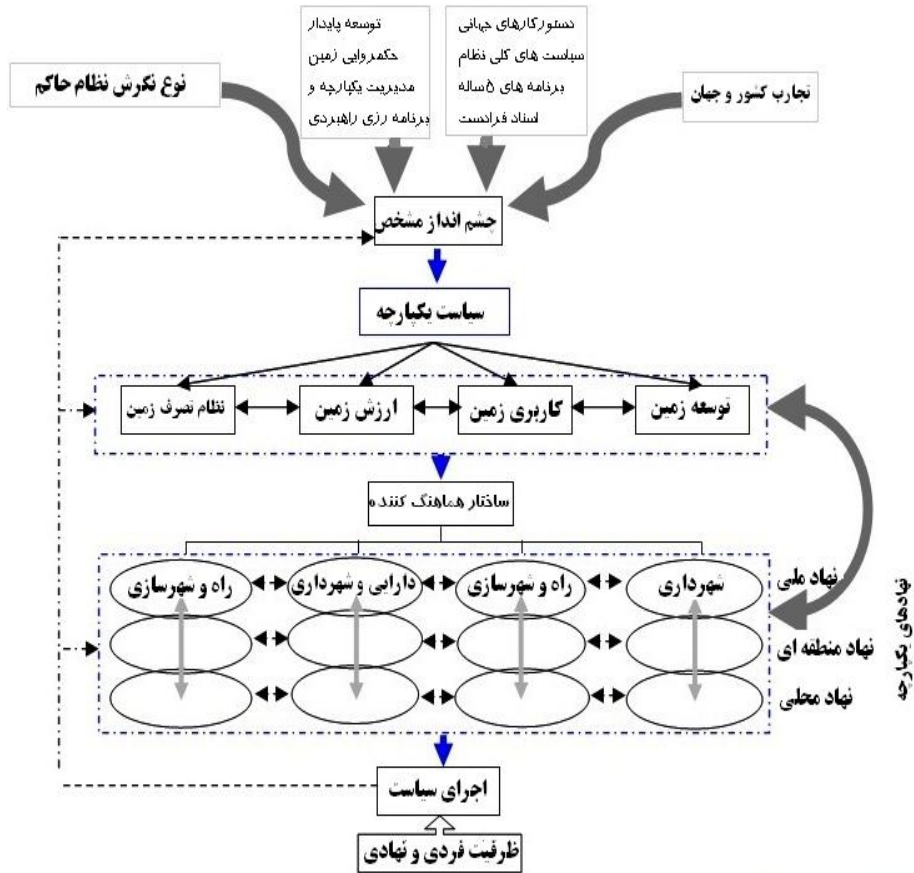 دستورکارهای جهانی
سیاست های کلی نظام
برنامه های ۵ساله
اسناد فرادست
توسعه پایدار
حکمروایی زمین
مدیریت یکپارچه و
برنامه رزی راهبردی
تجارب کشور و جهان
نوع نگرش نظام حاکم
چشم انداز مشخص
سیاست یکپارچه
توسعه زمین
کاربری زمین
ارزش زمین
نظام تصرف زمین
ساختار هماهنگ کننده
نهاد ملی
شهرداری
راه و شهرسازی
دارایی و شهرداری
راه و شهرسازی
نهاد منطقه ای
نهاد محلی
نهادهای یکپارچه
اجرای سیاست
ظرفیت فردی و نهادی